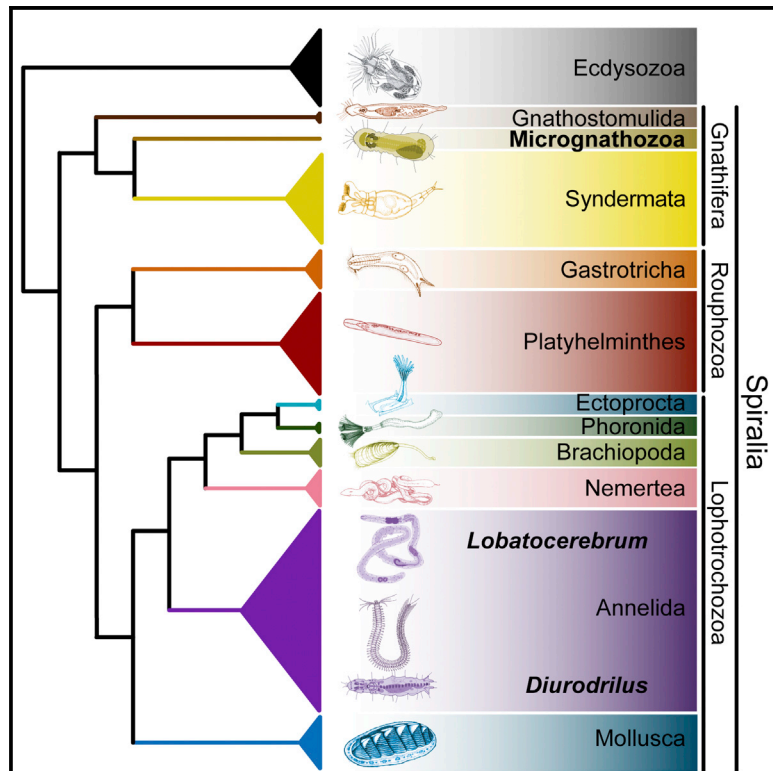 Ecdysozoa
Gnathostomulida
Micrognathozoa
Syndermata
Gastrotricha
Platyhelminthes
Ectoprocta
Phoronida
Brachiopoda
Nemertea
Lobatocerebrum
Annelida
Diurodrilus
Mollusca
Gnathifera
Rouphozoa
Lophotrochozoa
Spiralia